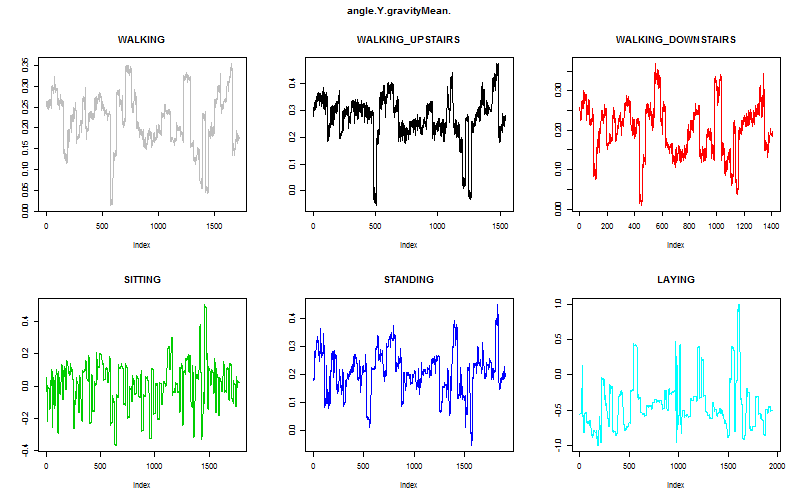 angle.Y.gravityMean.
WALKING WALKING_UPSTAIRS WALKING_DOWNSTAIRS
0.00 0.05 0.10 0.15 0.20 0.25 0.30 0.35
0.0 0.1 0.2 0.3 0.4
0.00 0.10 0.20 0.30
0 500 1000 1500
0 500 1000 1500
0 200 400 600 800 1000 1200 1400
Index Index Index
SITTING STANDING LAYING
-0.4 -0.2 0.0 0.2 0.4
0.0 0.1 0.2 0.3 0.4
-1.0 -0.5 0.0 0.5 1.0
0 500 1000 1500
0 500 1000 1500
0 500 1000 1500 2000
Index Index Index